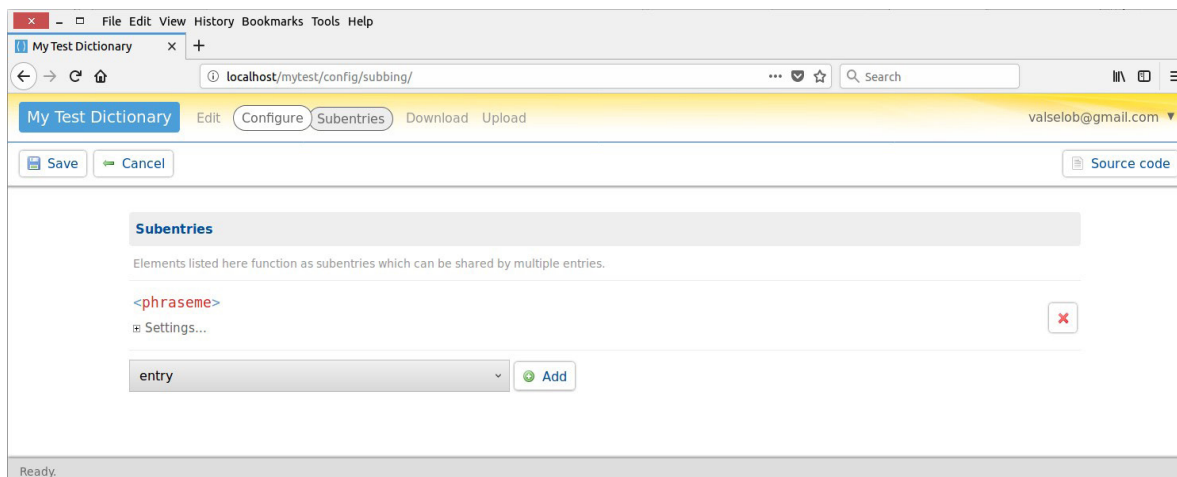 File Edit View History Bookmarks Tools Help
My Test Dictionary
localhost/mytest/config/subbing/ Search
My Test Dictionary Edit Configure Subentries Download Upload valselob@gmail.com
Save Cancel Source code
Subentries
Elements listed here function as subentries which can be shared by multiple entries.
<phraseme>
Settings...
entry Add
Ready.